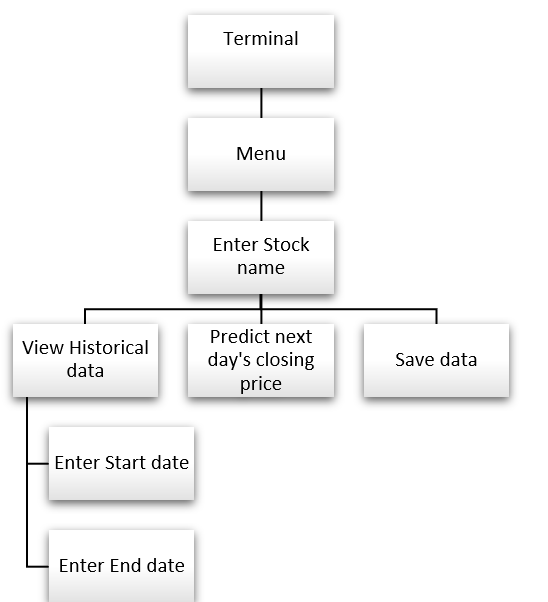 Terminal
Menu
Enter Stock
name
View Historical
data
Predict next
day's closing
price
Save data
Enter Start date
Enter End date